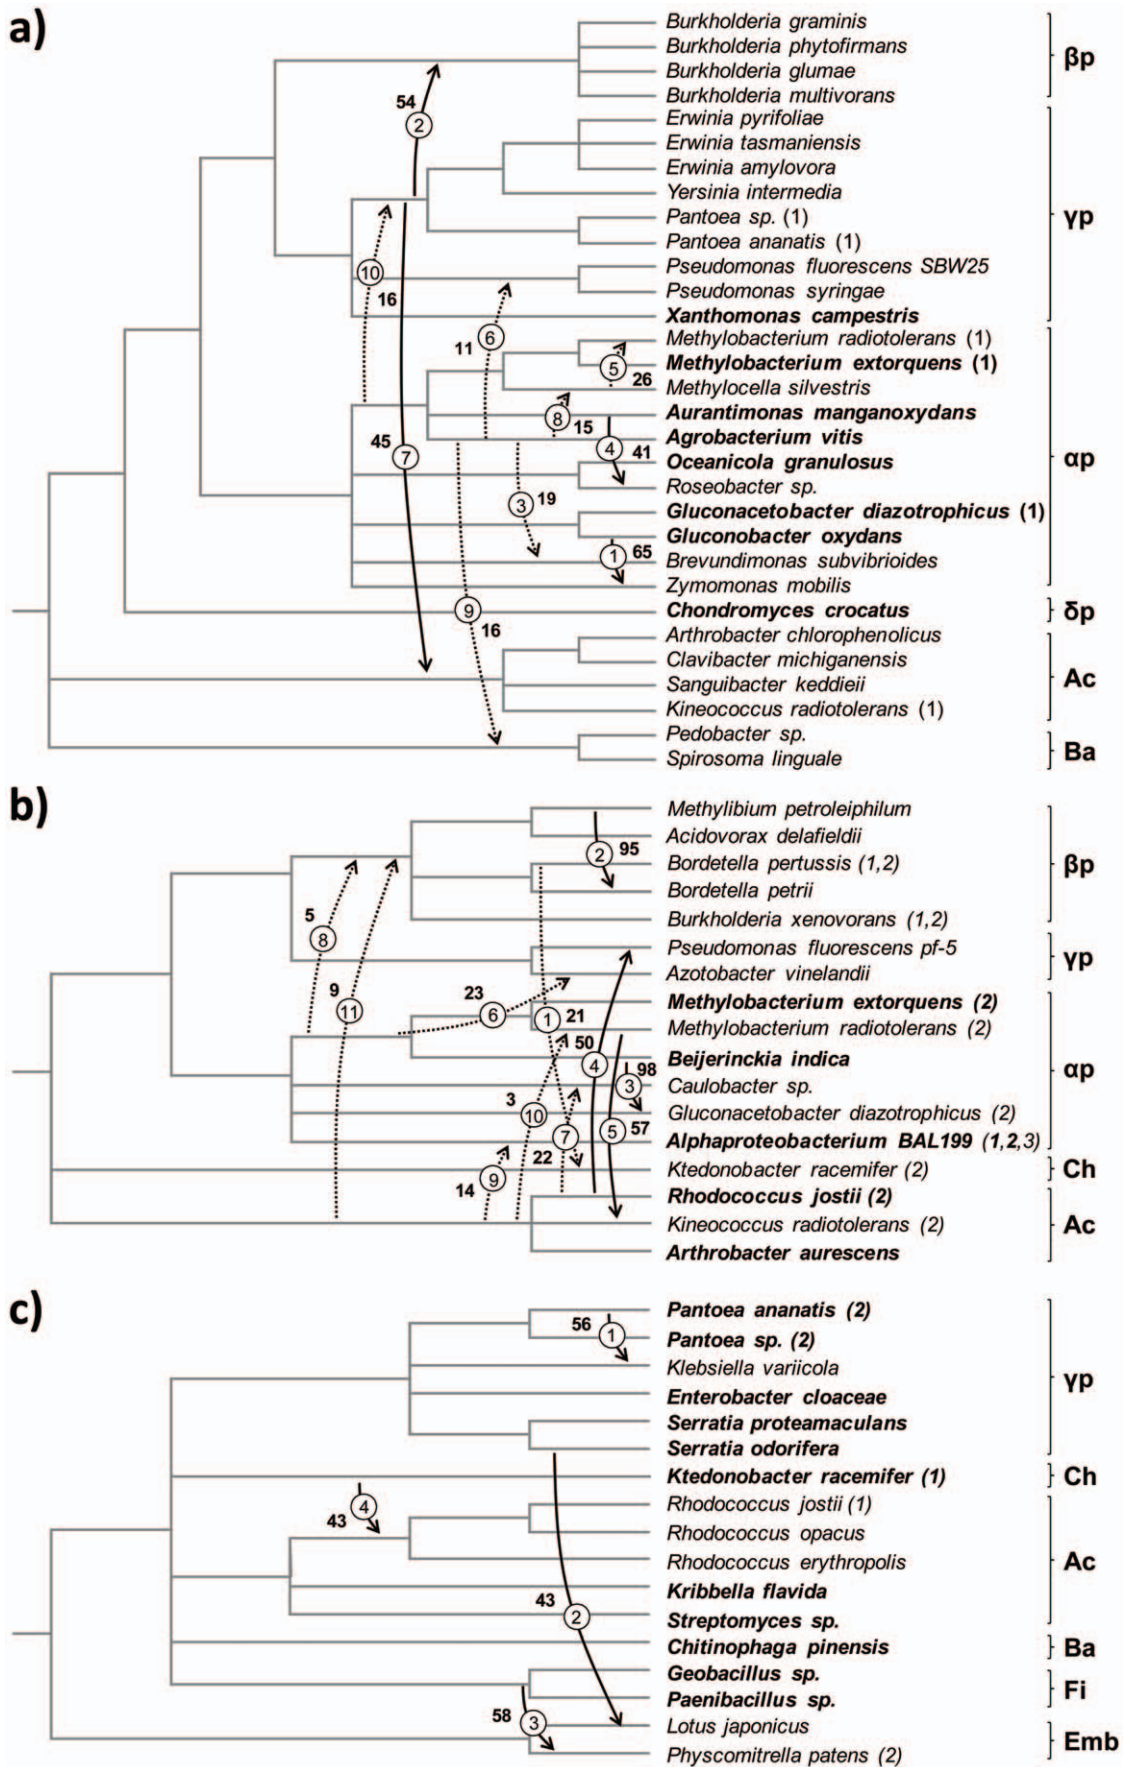 a)
Burkholderia graminis
Burkholderia phytofirmans
βp
Burkholderia glumae
Burkholderia multivorans
54
2
Erwinia pyrifoliae
Erwinia tasmaniensis
Erwinia amylovora
Yersinia intermedia
γp
Pantoea sp. (1)
Pantoea ananatis (1)
10
16
Pseudomonas fluorescens SBW25
Pseudomonas syringae
Xanthomonas campestris
6
11
Methylobacterium radiotolerans (1)
Methylobacterium extorquens (1)
5
26
Methylocella silvestris
8
15
Aurantimonas manganoxydans
Agrobacterium vitis
45
7
4
41
αp
Oceanicola granulosus
Roseobacter sp.
3
19
Gluconacetobacter diazotrophicus (1)
Gluconobacter oxydans
1
65
Brevundimonas subvibrioides
Zymomonas mobilis
9
16
Chondromyces crocatus
δp
Arthrobacter chlorophenolicus
Clavibacter michiganensis
Ac
Sanguibacter keddieii
Kineococcus radiotolerans (1)
Pedobacter sp.
Ba
Spirosoma linguale
b)
Methylibium petroleiphilum
Acidovorax delafieldii
2
95
βp
Bordetella pertussis (1,2)
Bordetella petrii
Burkholderia xenovorans (1,2)
5
8
Pseudomonas fluorescens pf-5
γp
Azotobacter vinelandii
9
11
23
6
1
21
Methylobacterium extorquens (2)
Methylobacterium radiotolerans (2)
50
4
Beijerinckia indica
αp
98
3
Caulobacter sp.
3
10
Gluconacetobacter diazotrophicus (2)
7
22
5
57
Alphaproteobacterium BAL199 (1,2,3)
14
9
Ktedonobacter racemifer (2)
Ch
Rhodococcus jostii (2)
Kineococcus radiotolerans (2)
Ac
Arthrobacter aurescens
c)
Pantoea ananatis (2)
56
1
Pantoea sp. (2)
Klebsiella variicola
γp
Enterobacter cloaceae
Serratia proteamaculans
Serratia odorifera
Ktedonobacter racemifer (1)
Ch
43
4
Rhodococcus jostii (1)
Rhodococcus opacus
Rhodococcus erythropolis
Ac
Kribbella flavida
43
2
Streptomyces sp.
Chitinophaga pinensis
Ba
Geobacillus sp.
Fi
Paenibacillus sp.
58
3
Lotus japonicus
Emb
Physcomitrella patens (2)